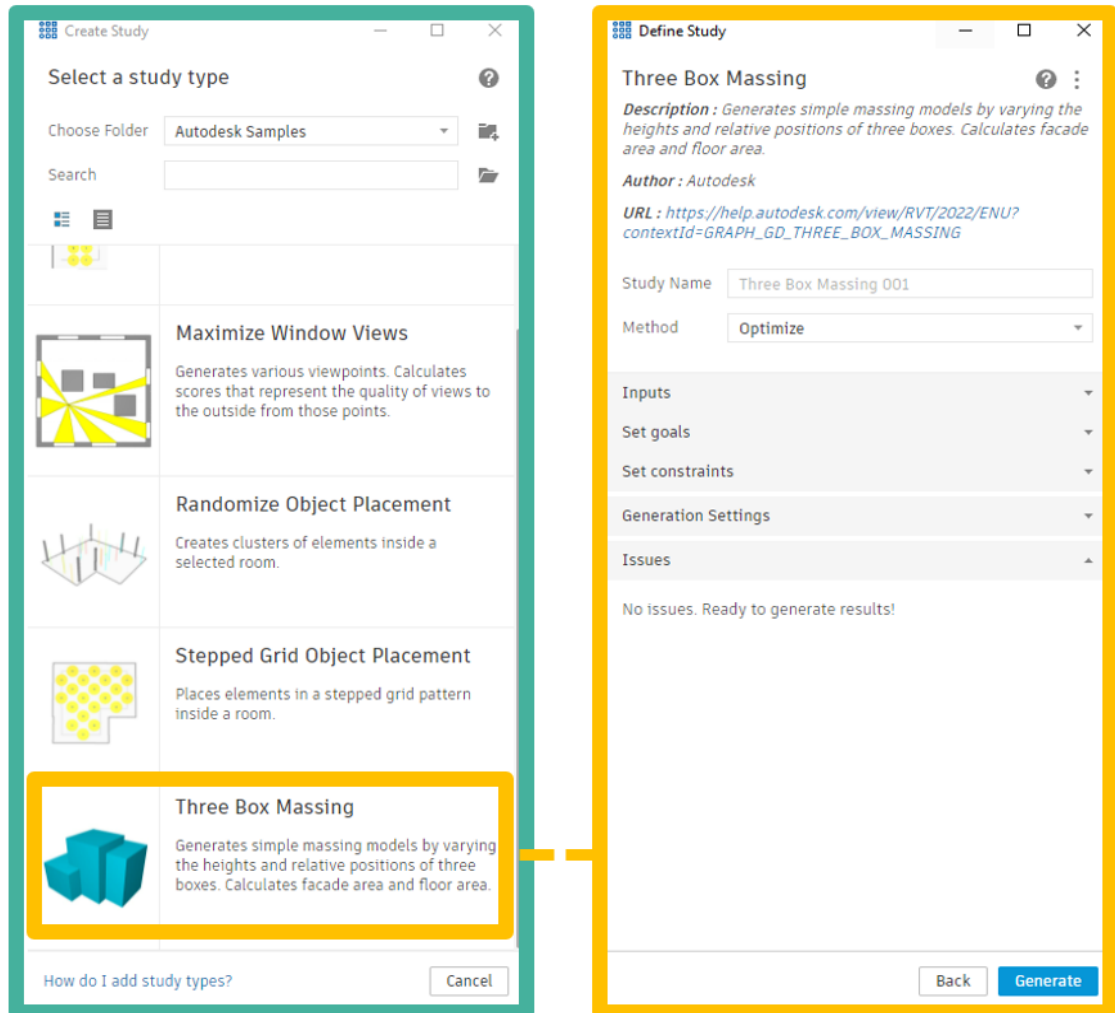 Create Study
Select a study type
Choose Folder
Autodesk Samples
Search
Maximize Window Views
Generates various viewpoints. Calculates
scores that represent the quality of views to
the outside from those points.
Randomize Object Placement
Creates clusters of elements inside a
selected room.
Stepped Grid Object Placement
Places elements in a stepped grid pattern
inside a room.
Three Box Massing
Generates simple massing models by varying
the heights and relative positions of three
boxes. Calculates facade area and floor area.
How do I add study types?
Cancel
Define Study
Three Box Massing
Description : Generates simple massing models by varying the
heights and relative positions of three boxes. Calculates facade
area and floor area.
Author : Autodesk
URL : https://help.autodesk.com/view/RVT/2022/ENU?
contextId=GRAPH_GD_THREE_BOX_MASSING
Study Name
Three Box Massing 001
Method
Optimize
Inputs
Set goals
Set constraints
Generation Settings
Issues
No issues. Ready to generate results!
Back
Generate